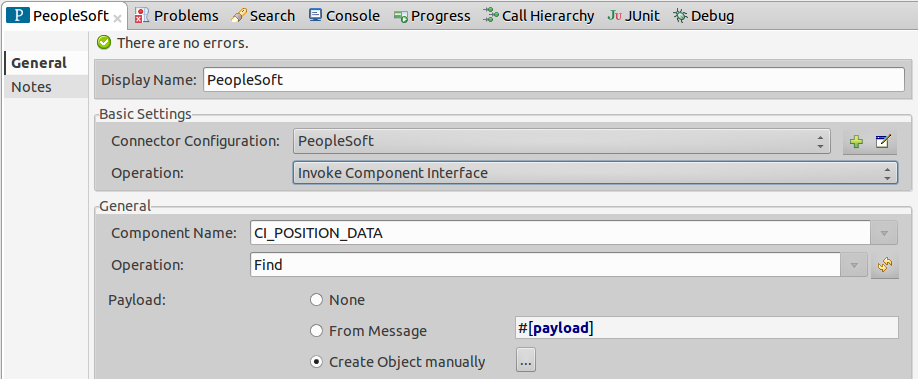 P PeopleSoft Problems Search Console Progress Call Hierarchy JUnit Debug
There are no errors.
General
Notes
Display Name: PeopleSoft
Basic Settings
Connector Configuration: PeopleSoft
Operation: Invoke Component Interface
General
Component Name: CI_POSITION_DATA
Operation: Find
Payload: None
From Message #[payload]
Create Object manually ...